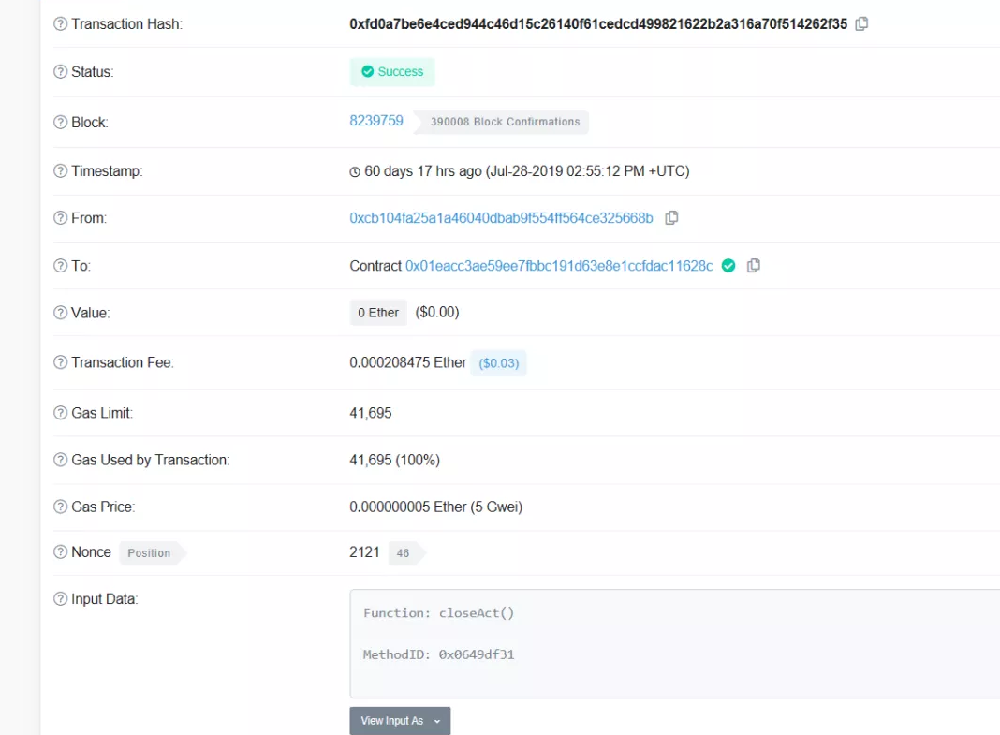 Transaction Hash: 0xfd0a7be6e4ced944c46d15c26140f61cedcd499821622b2a316a70f514262f35
Status: Success
Block: 8239759 390008 Block Confirmations
Timestamp: 60 days 17 hrs ago (Jul-28-2019 02:55:12 PM +UTC)
From: 0xcb104fa25a1a46040dbab9f554ff564ce325668b
To: Contract 0x01eacc3ae59ee7fbbc191d63e8e1ccfdac11628c
Value: 0 Ether ($0.00)
Transaction Fee: 0.000208475 Ether ($0.03)
Gas Limit: 41,695
Gas Used by Transaction: 41,695 (100%)
Gas Price: 0.000000005 Ether (5 Gwei)
Nonce Position 2121 46
Input Data: Function: closeAct()
MethodID: 0x0649df31
View Input As